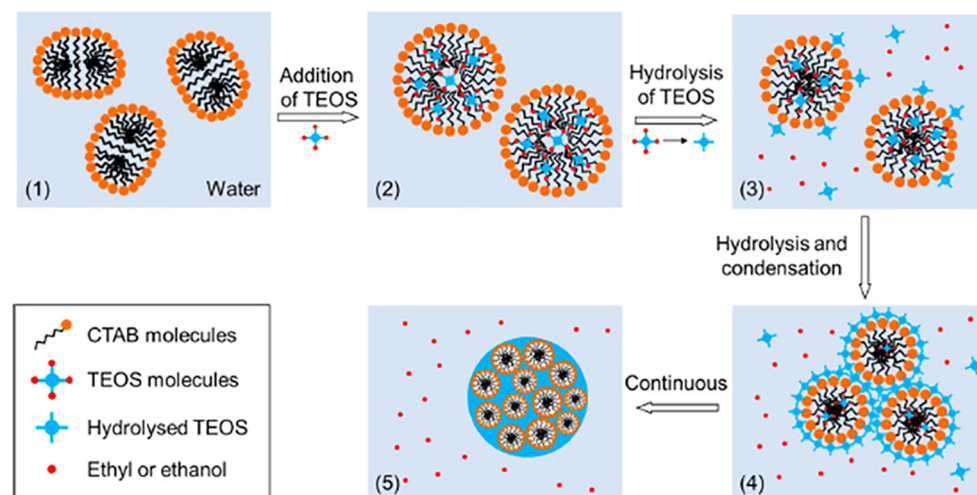 (1)
Water
Addition
of TEOS
(2)
Hydrolysis
of TEOS
(3)
Hydrolysis and
condensation
CTAB molecules
TEOS molecules
Hydrolysed TEOS
Ethyl or ethanol
(5)
Continuous
(4)